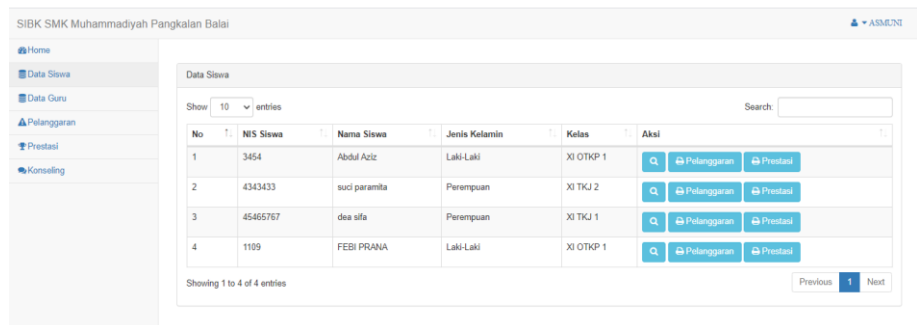 SIBK SMK Muhammadiyah Pangkalan Balai
ASMUNI
Home
Data Siswa
Data Guru
Pelanggaran
Prestasi
Konseling
Data Siswa
Show 10 entries Search:
No NIS Siswa Nama Siswa Jenis Kelamin Kelas Aksi
1 3454 Abdul Aziz Laki-Laki XI OTKP 1 Pelanggaran Prestasi
2 4343433 suci paramita Perempuan XI TKJ 2 Pelanggaran Prestasi
3 45465767 dea sifa Perempuan XI TKJ 1 Pelanggaran Prestasi
4 1109 FEBI PRANA Laki-Laki XI OTKP 1 Pelanggaran Prestasi
Showing 1 to 4 of 4 entries Previous 1 Next